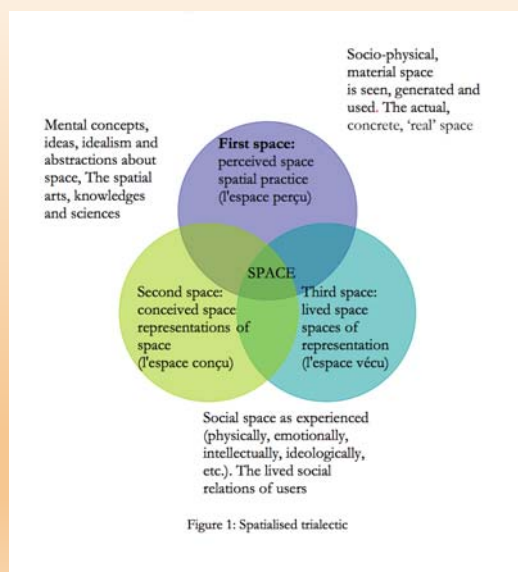 Socio-physical,
material space
is seen, generated and
used. The actual,
concrete, 'real' space
Mental concepts,
ideas, idealism and
abstractions about
space, The spatial
arts, knowledges
and sciences
First space:
perceived space
spatial practice
(l'espace perçu)
SPACE
Second space:
conceived space
representations of
space
(l'espace conçu)
Third space:
lived space
spaces of
representation
(l'espace vécu)
Social space as experienced
(physically, emotionally,
intellectually, ideologically,
etc.). The lived social
relations of users
Figure 1: Spatialised trialectic